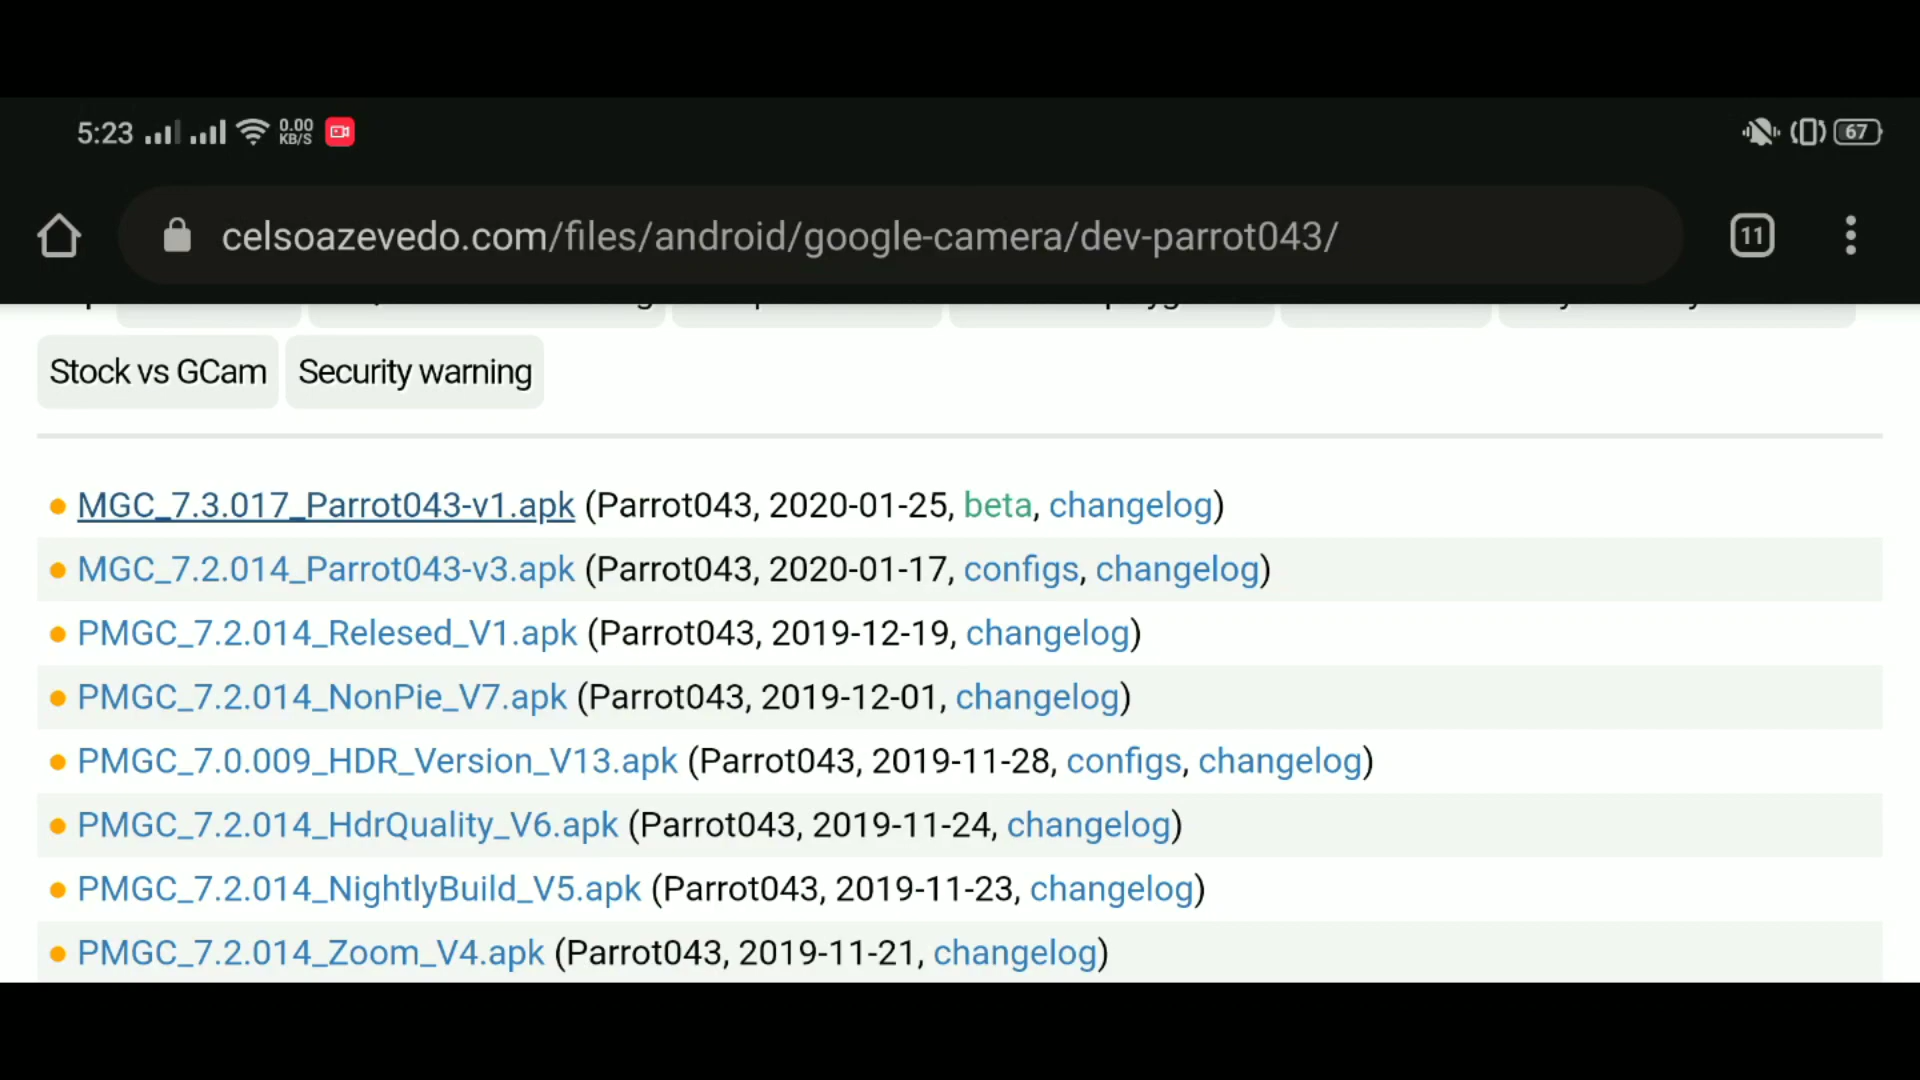 5:23 0.00 KB/S 67
celsoazevedo.com/files/android/google-camera/dev-parrot043/ 11
Stock vs GCam Security warning
MGC_7.3.017_Parrot043-v1.apk (Parrot043, 2020-01-25, beta, changelog)
MGC_7.2.014_Parrot043-v3.apk (Parrot043, 2020-01-17, configs, changelog)
PMGC_7.2.014_Relesed_V1.apk (Parrot043, 2019-12-19, changelog)
PMGC_7.2.014_NonPie_V7.apk (Parrot043, 2019-12-01, changelog)
PMGC_7.0.009_HDR_Version_V13.apk (Parrot043, 2019-11-28, configs, changelog)
PMGC_7.2.014_HdrQuality_V6.apk (Parrot043, 2019-11-24, changelog)
PMGC_7.2.014_NightlyBuild_V5.apk (Parrot043, 2019-11-23, changelog)
PMGC_7.2.014_Zoom_V4.apk (Parrot043, 2019-11-21, changelog)